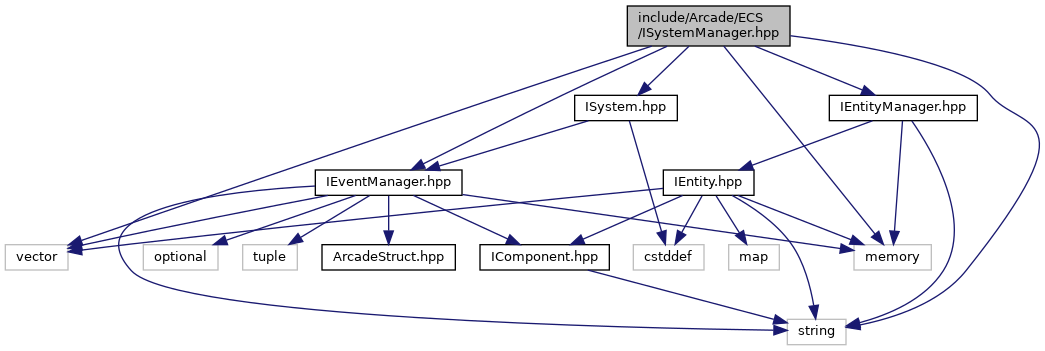 include/Arcade/ECS
/ISystemManager.hpp
ISystem.hpp
IEntityManager.hpp
IEventManager.hpp
IEntity.hpp
vector
optional
tuple
ArcadeStruct.hpp
IComponent.hpp
cstddef
map
memory
string